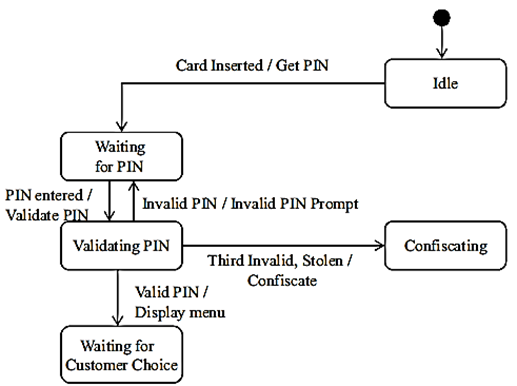 Card Inserted / Get PIN
Idle
Waiting
for PIN
PIN entered /
Validate PIN
Invalid PIN / Invalid PIN Prompt
Validating PIN
Confiscating
Third Invalid, Stolen /
Confiscate
Valid PIN /
Display menu
Waiting for
Customer Choice